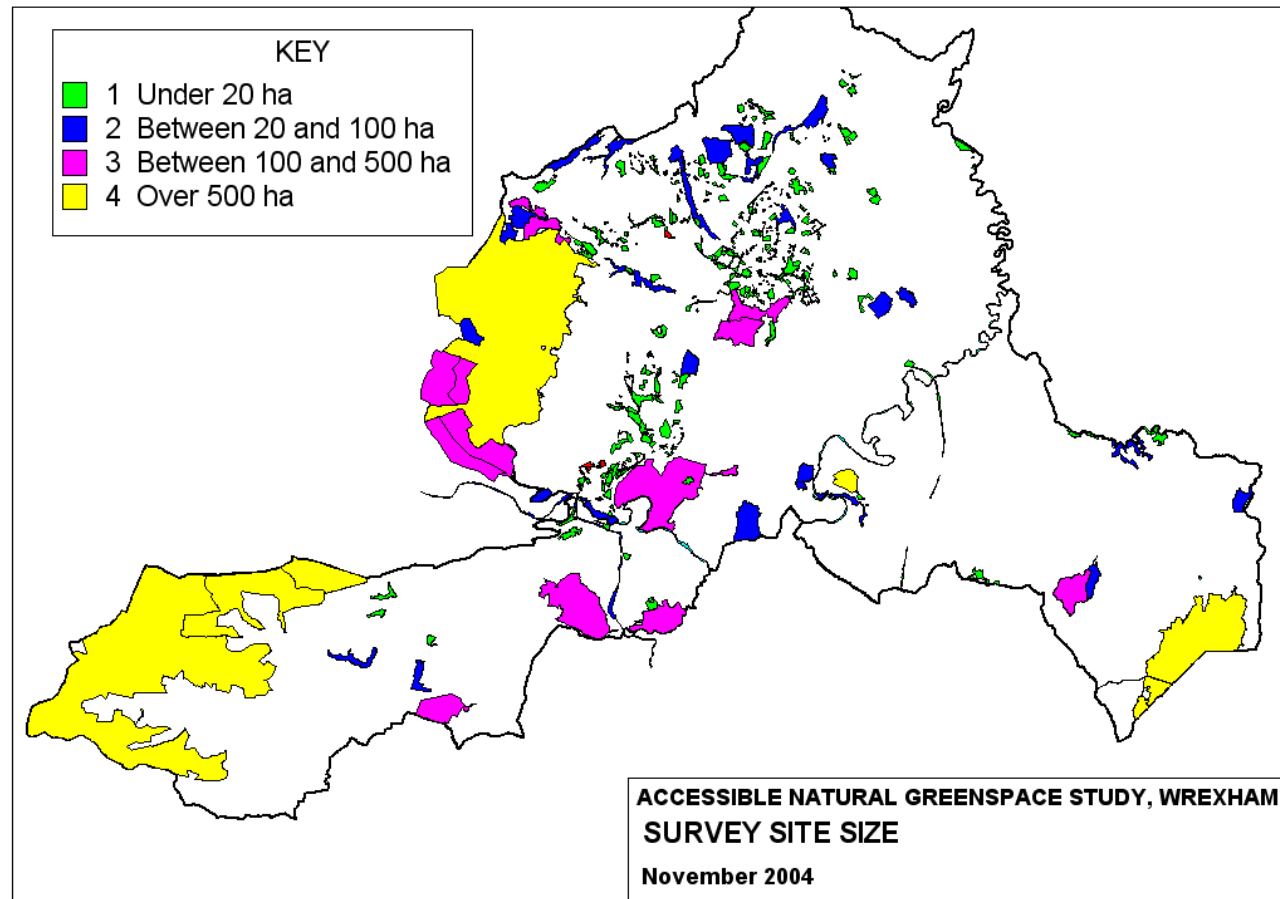 KEY
1 Under 20 ha
2 Between 20 and 100 ha
3 Between 100 and 500 ha
4 Over 500 ha
ACCESSIBLE NATURAL GREENSPACE STUDY, WREXHAM
SURVEY SITE SIZE
November 2004